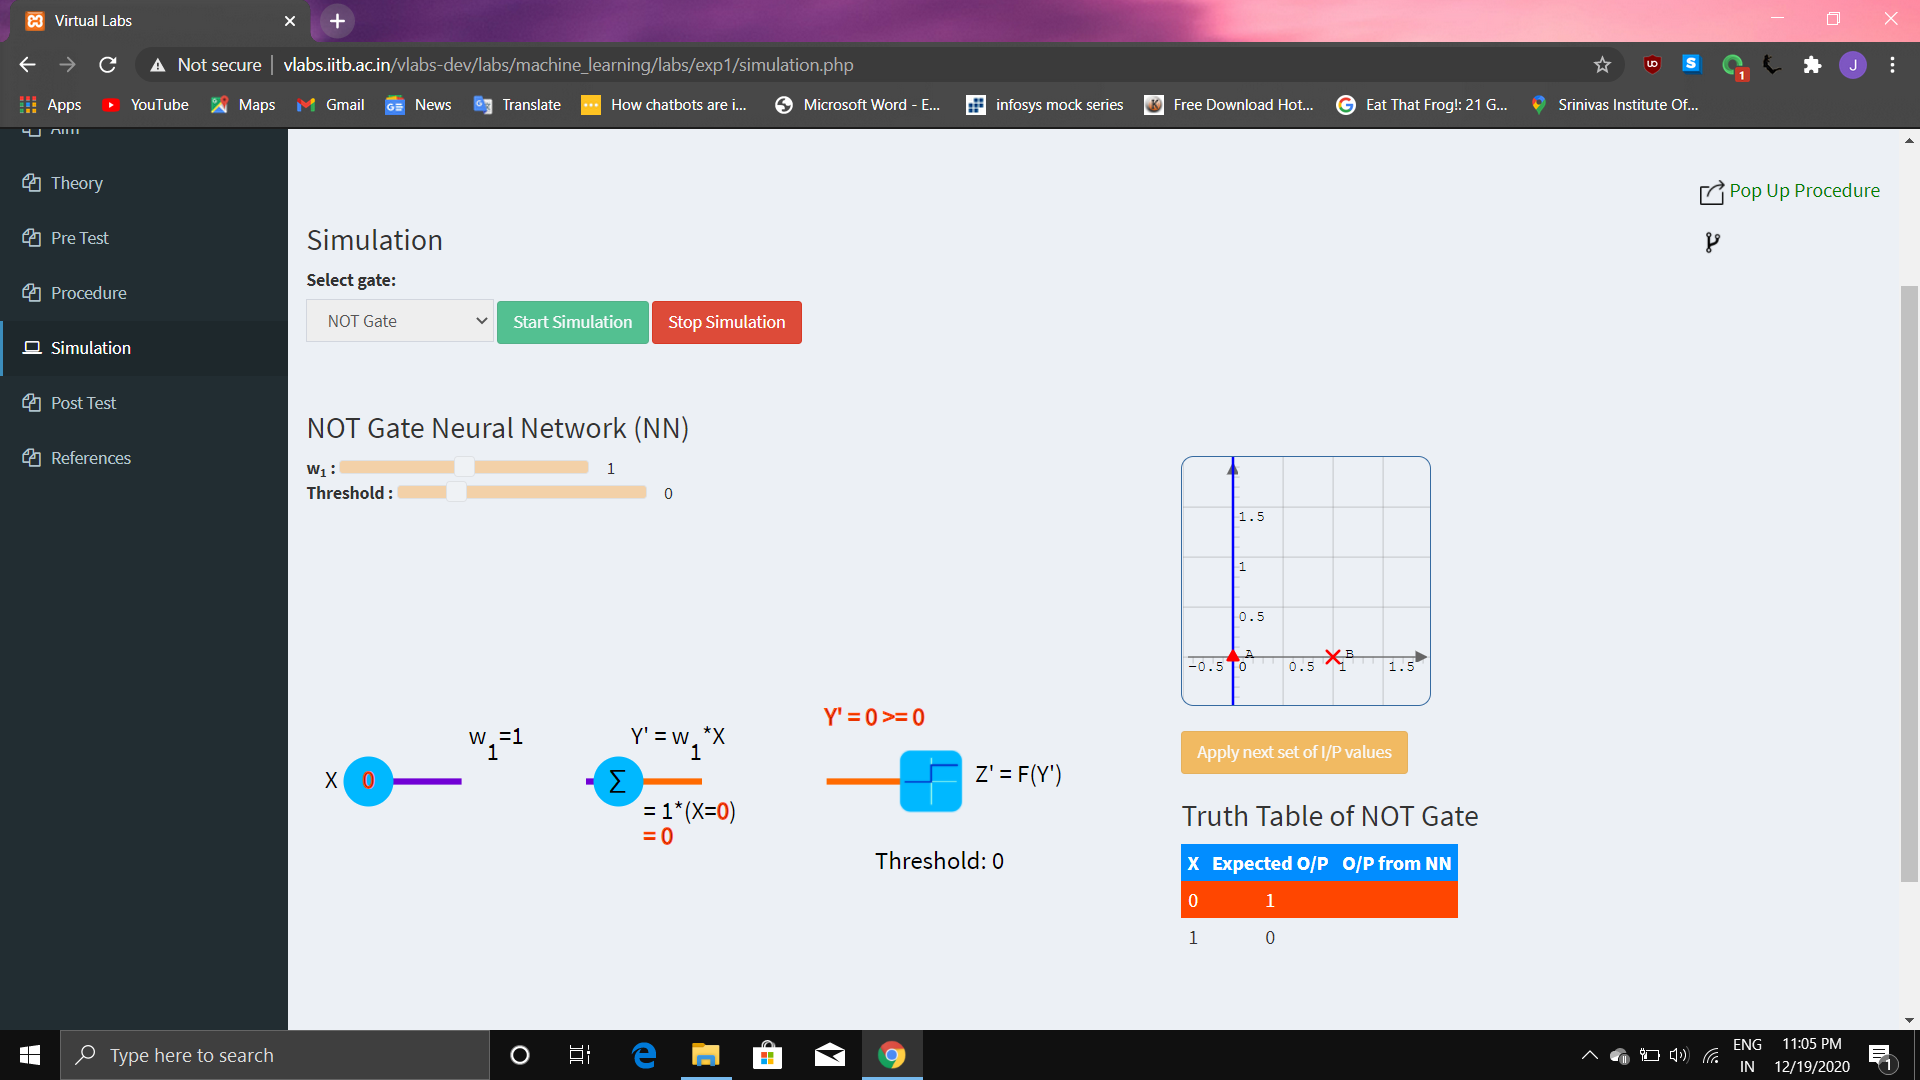 Virtual Labs
Not secure | vlabs.iitb.ac.in/vlabs-dev/labs/machine_learning/labs/exp1/simulation.php
1
J
Apps YouTube Maps Gmail News Translate How chatbots are i... Microsoft Word - E... infosys mock series Free Download Hot... Eat That Frog!: 21 G... Srinivas Institute Of...
Aim
Theory
Pre Test
Procedure
Simulation
Post Test
References
Pop Up Procedure
Simulation
Select gate:
NOT Gate Start Simulation Stop Simulation
NOT Gate Neural Network (NN)
w1 : 1
Threshold : 0
1.5
1
0.5
A B
-0.5 0 0.5 1 1.5
Y' = 0 >= 0
w1=1 Y' = w1*X
X 0 Σ Z' = F(Y')
= 1*(X=0)
= 0
Threshold: 0
Apply next set of I/P values
Truth Table of NOT Gate
X Expected O/P O/P from NN
0 1
1 0
Type here to search
ENG
IN
11:05 PM
12/19/2020
1